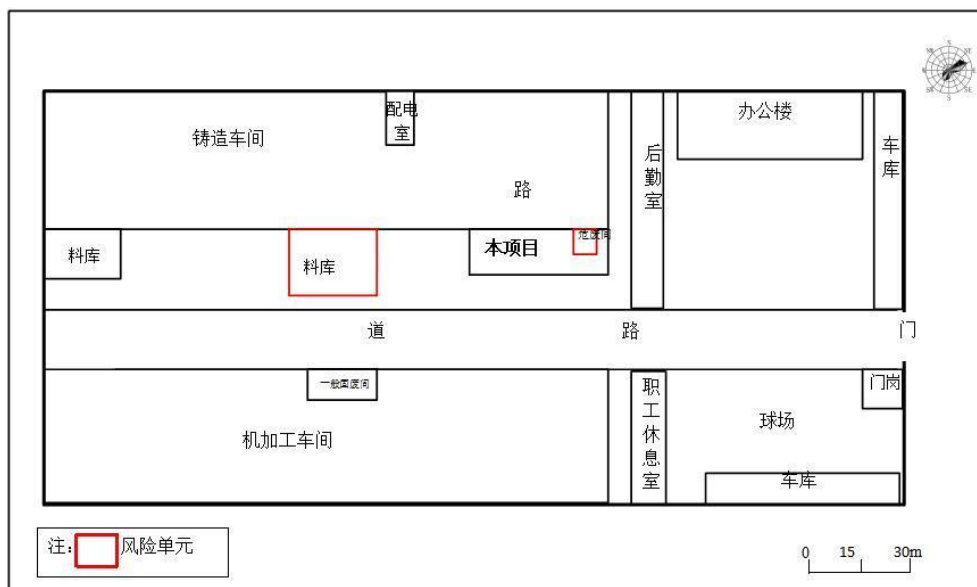 配电室
办公楼
铸造车间
后勤室
车库
路
料库
料库
本项目
危废间
道路
门
一般固废间
职工休息室
门岗
球场
机加工车间
车库
注：
风险单元
0 15 30m